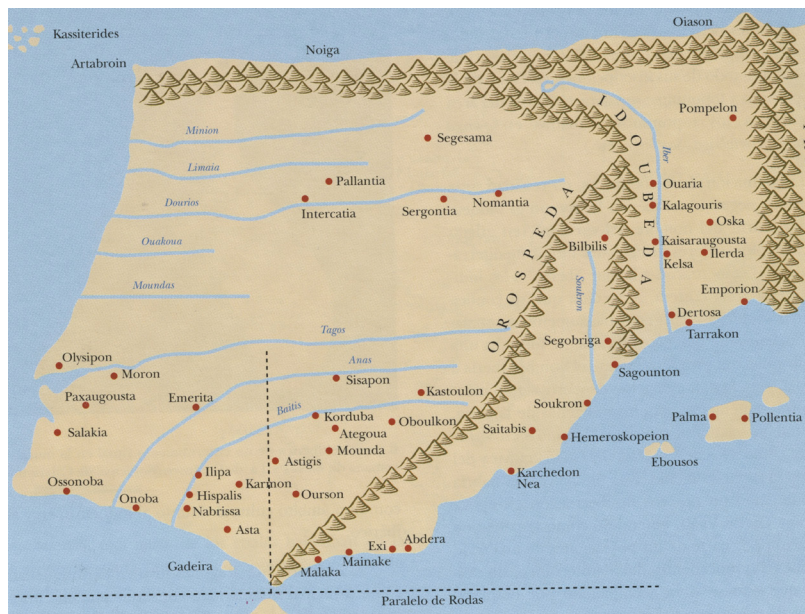 Kassiterides
Oiason
Noiga
Artabroin
I D O U B E D A
Pompelon
Minion
Segesama
Iber
Limaia
Pallantia
Ouaria
Dourios
Nomantia
Intercatia
Sergontia
Kalagouris
Oska
Ouakoua
O R O S P E D A
Bilbilis
Kaisaraugousta
Ilerda
Kelsa
Moundas
Soukron
Emporion
Dertosa
Tarrakon
Tagos
Segobriga
Olysipon
Anas
Moron
Sisapon
Sagounton
Paxaugousta
Emerita
Kastoulon
Baitis
Korduba
Oboulkon
Soukron
Palma
Pollentia
Salakia
Ategoua
Saitabis
Hemeroskopeion
Mounda
Ebousos
Astigis
Ilipa
Karchedon
Nea
Ossonoba
Karmon
Hispalis
Ourson
Onoba
Nabrissa
Asta
Exi
Abdera
Gadeira
Mainake
Malaka
Paralelo de Rodas